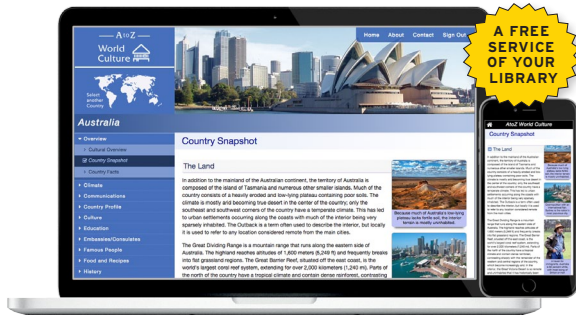 A to Z
World
Culture
Select
another
Country
Australia
Overview
Cultural Overview
Country Snapshot
Country Facts
Climate
Communications
Country Profile
Culture
Education
Embassies/Consulates
Famous People
Food and Recipes
History
Home About Contact Sign Out
Country Snapshot
The Land
In addition to the mainland of the Australian continent, the territory of Australia is
composed of the island of Tasmania and numerous other smaller islands. Much of the
country consists of a heavily eroded and low-lying plateau containing poor soils. The
climate is mostly arid becoming true desert in the center of the country; only the
southeast and southwest corners of the country have a temperate climate. This has led
to urban settlements occurring along the coasts with much of the interior being very
sparsely inhabited. The Outback is a term often used to describe the interior, but locally
it is used to refer to any location considered remote from the main cities.
The Great Dividing Range is a mountain range that runs along the eastern side of
Australia. The highland reaches altitudes of 1,600 meters (5,249 ft) and frequently breaks
into flat grassland regions. The Great Barrier Reef, situated off the east coast, is the
world's largest coral reef system, extending for over 2,000 kilometers (1,240 mi). Parts of
the north of the country have a tropical climate and contain dense rainforest, contrasting
Because much of Australia's low-lying
plateau lacks fertile soil, the interior
terrain is mostly uninhabited.
A FREE
SERVICE
OF YOUR
LIBRARY
AtoZ World Culture
Country Snapshot
The Land